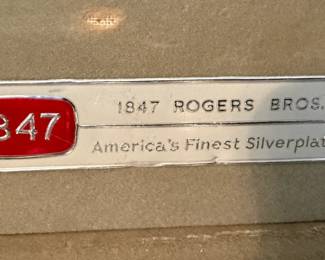 1847 ROGERS BROS.
847
America's Finest Silverplat